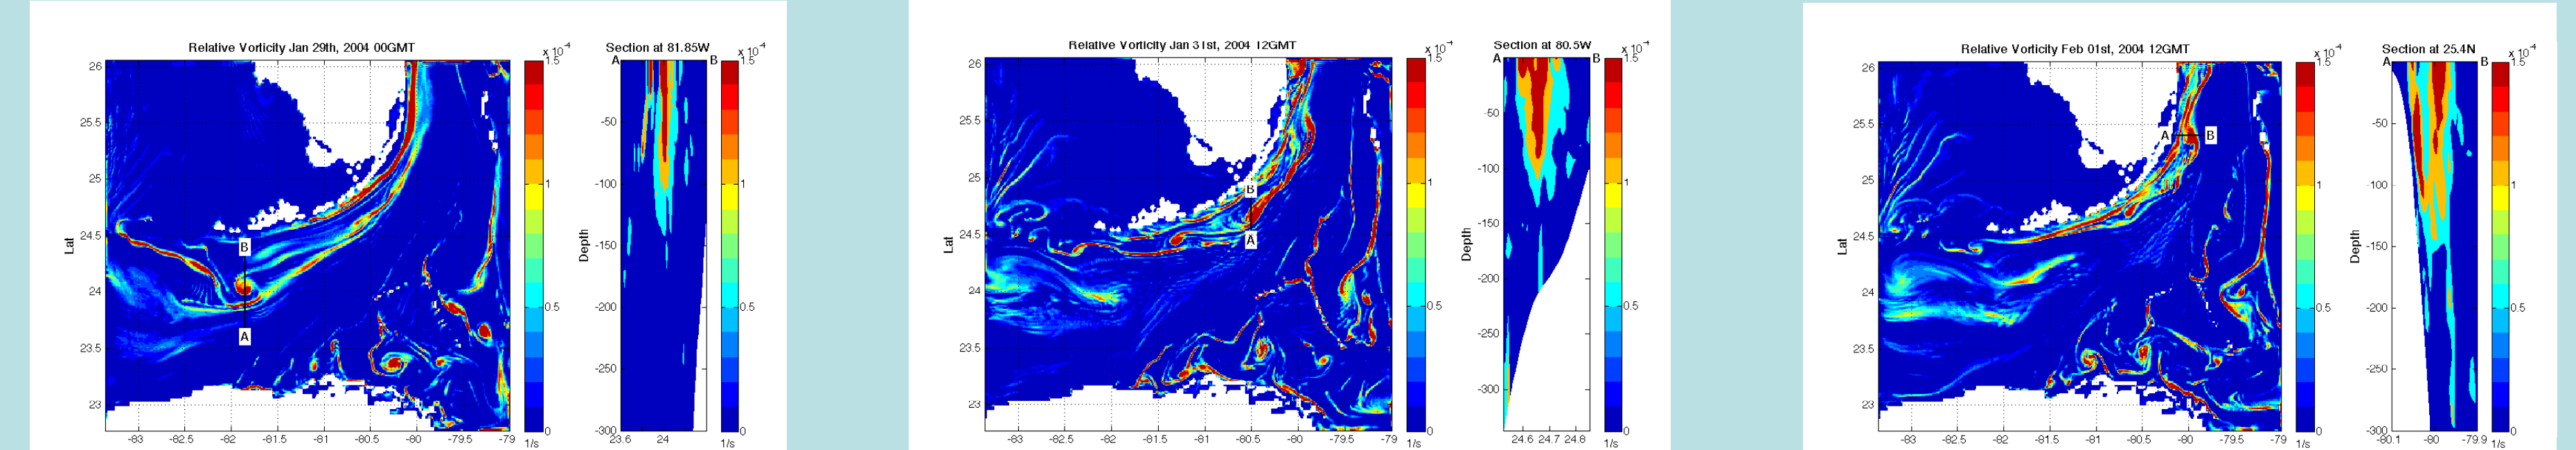 Relative Vorticity Jan 29th, 2004 00GMT
x 10-4
Section at 81.85W
x 10-4
A
B
26
25.5
25
24.5
24
23.5
23
Lat
B
A
-83
-82.5
-82
-81.5
-81
-80.5
-80
-79.5
-79
1.5
1
0.5
0
1/s
Depth
-50
-100
-150
-200
-250
-300
23.6
24
1.5
1
0.5
0
1/s
Relative Vorticity Jan 31st, 2004 12GMT
x 10-4
Section at 80.5W
x 10-4
A
B
26
25.5
25
24.5
24
23.5
23
Lat
B
A
-83
-82.5
-82
-81.5
-81
-80.5
-80
-79.5
-79
1.5
1
0.5
0
1/s
Depth
-50
-100
-150
-200
-250
-300
24.6
24.7
24.8
1.5
1
0.5
0
1/s
Relative Vorticity Feb 01st, 2004 12GMT
x 10-4
Section at 25.4N
x 10-4
A
B
26
25.5
25
24.5
24
23.5
23
Lat
A
B
-83
-82.5
-82
-81.5
-81
-80.5
-80
-79.5
-79
1.5
1
0.5
0
1/s
Depth
-50
-100
-150
-200
-250
-300
-80.1
-80
-79.9
1.5
1
0.5
0
1/s